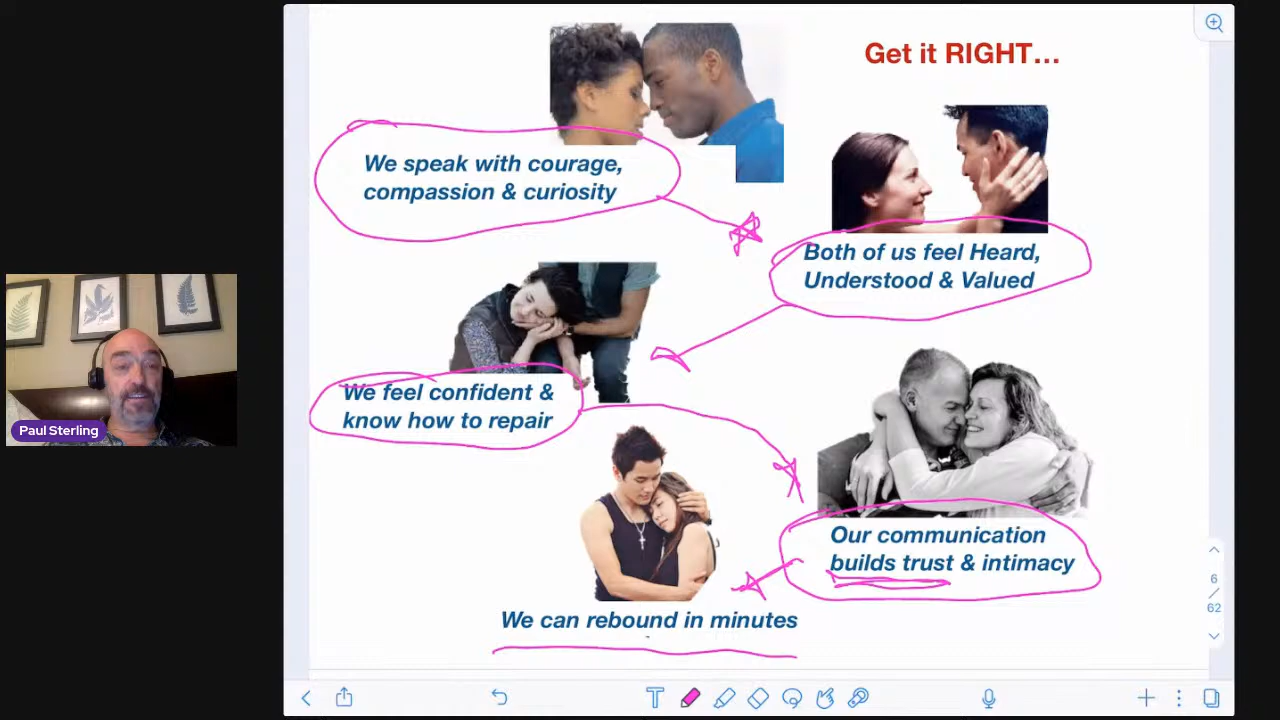 Get it RIGHT...
We speak with courage,
compassion & curiosity
Both of us feel Heard,
Understood & Valued
We feel confident &
know how to repair
Our communication
builds trust & intimacy
We can rebound in minutes
Paul Sterling
6
/
62
T